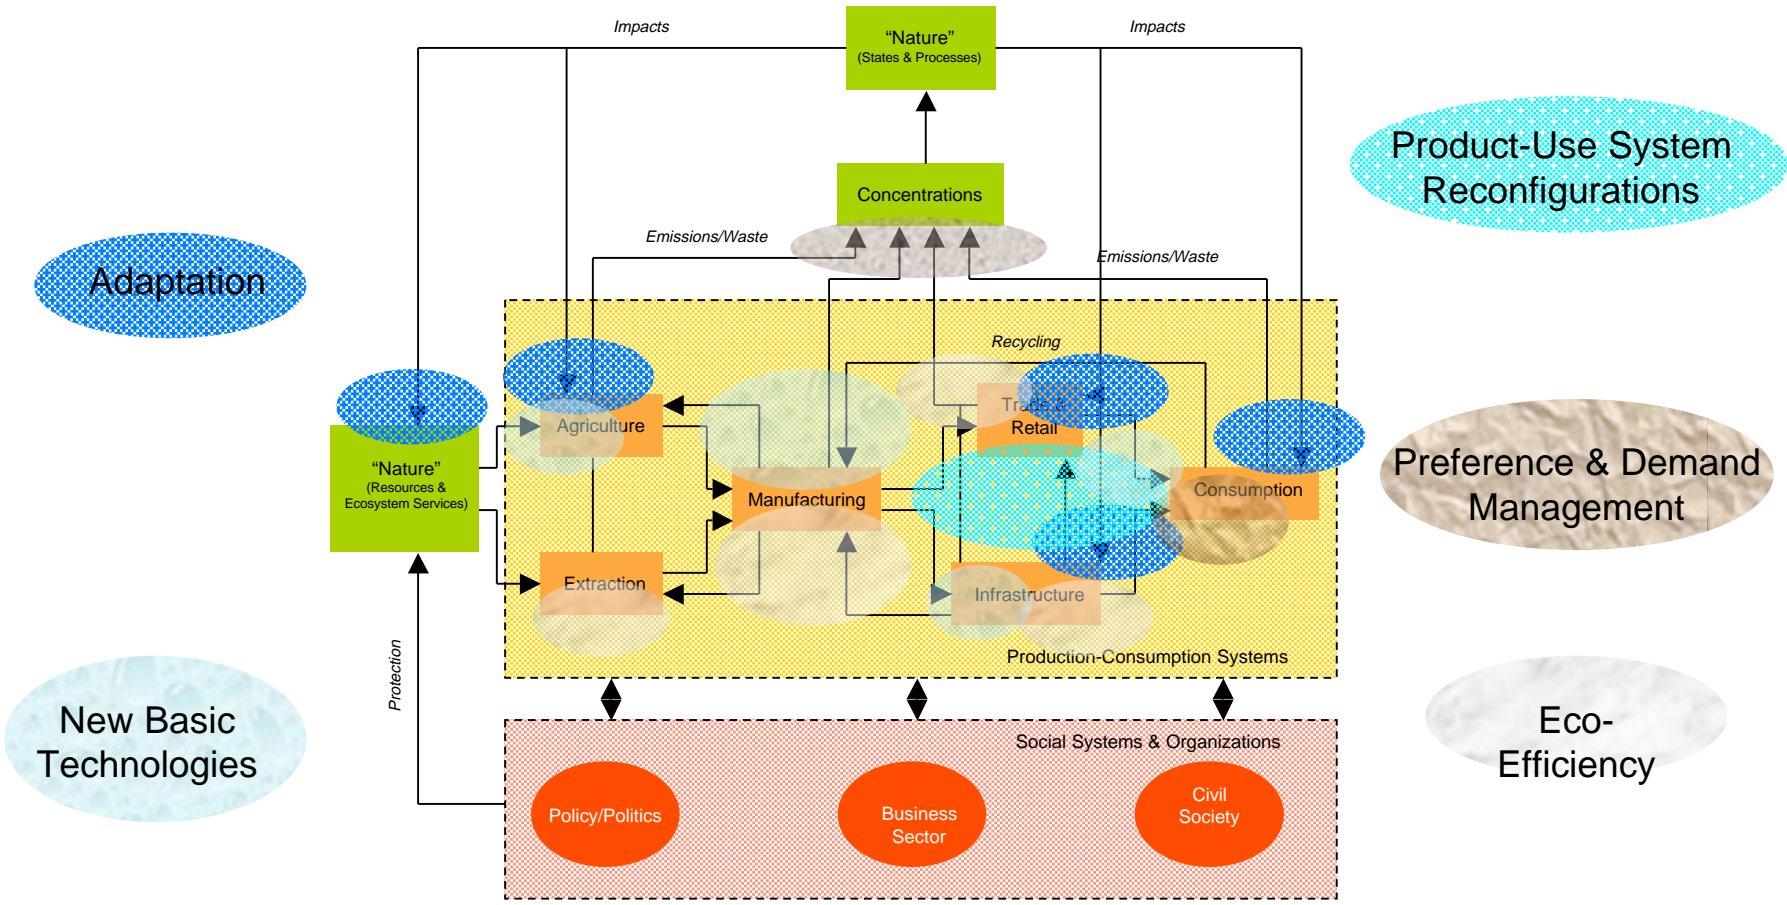 Impacts
“Nature”
(States & Processes)
Impacts
Product-Use System
Reconfigurations
Concentrations
Emissions/Waste
Emissions/Waste
Adaptation
Recycling
Trade &
Retail
Agriculture
“Nature”
(Resources &
Ecosystem Services)
Manufacturing
Consumption
Preference & Demand
Management
Extraction
Infrastructure
Production-Consumption Systems
Protection
New Basic
Technologies
Eco-
Efficiency
Social Systems & Organizations
Policy/Politics
Business
Sector
Civil
Society